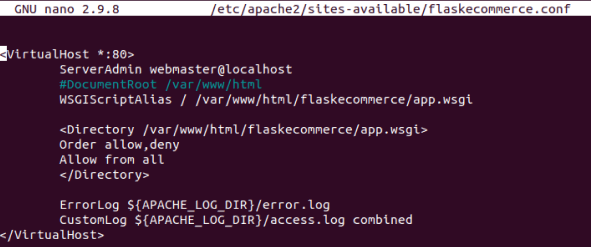 GNU nano 2.9.8 /etc/apache2/sites-available/flaskecommerce.conf
<VirtualHost *:80>
ServerAdmin webmaster@localhost
#DocumentRoot /var/www/html
WSGIScriptAlias / /var/www/html/flaskecommerce/app.wsgi
<Directory /var/www/html/flaskecommerce/app.wsgi>
Order allow,deny
Allow from all
</Directory>
ErrorLog ${APACHE_LOG_DIR}/error.log
CustomLog ${APACHE_LOG_DIR}/access.log combined
</VirtualHost>